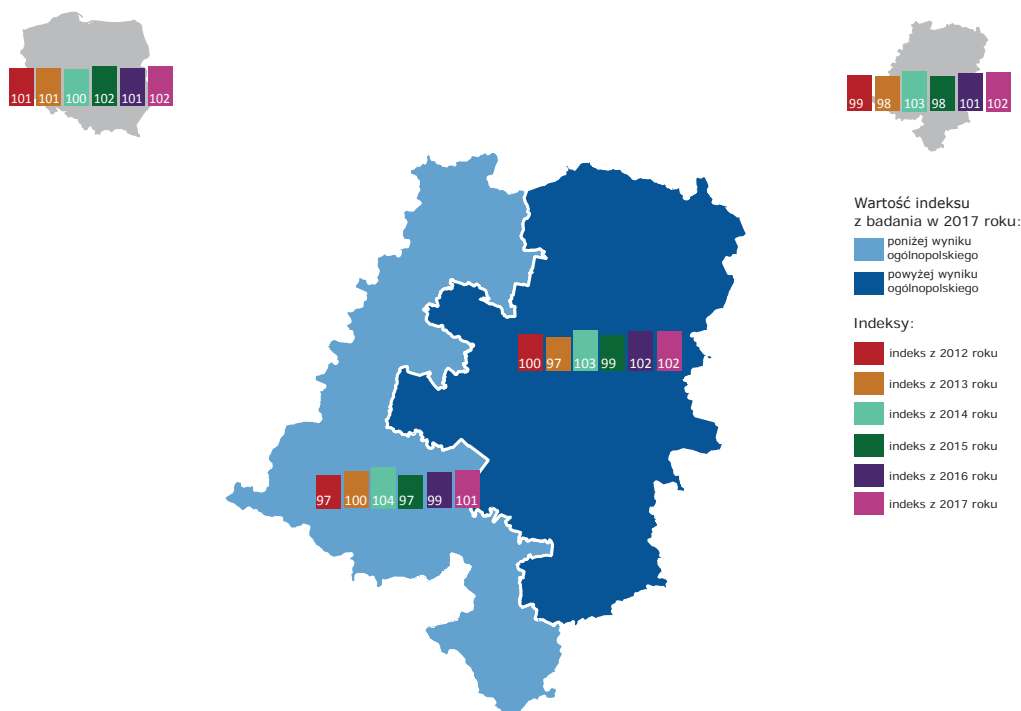 101 101 100 102 101 102
99 98 103 98 101 102
Wartość indeksu
z badania w 2017 roku:
poniżej wyniku
ogólnopolskiego
powyżej wyniku
ogólnopolskiego
Indeksy:
indeks z 2012 roku
indeks z 2013 roku
indeks z 2014 roku
indeks z 2015 roku
indeks z 2016 roku
indeks z 2017 roku
100 97 103 99 102 102
97 100 104 97 99 101